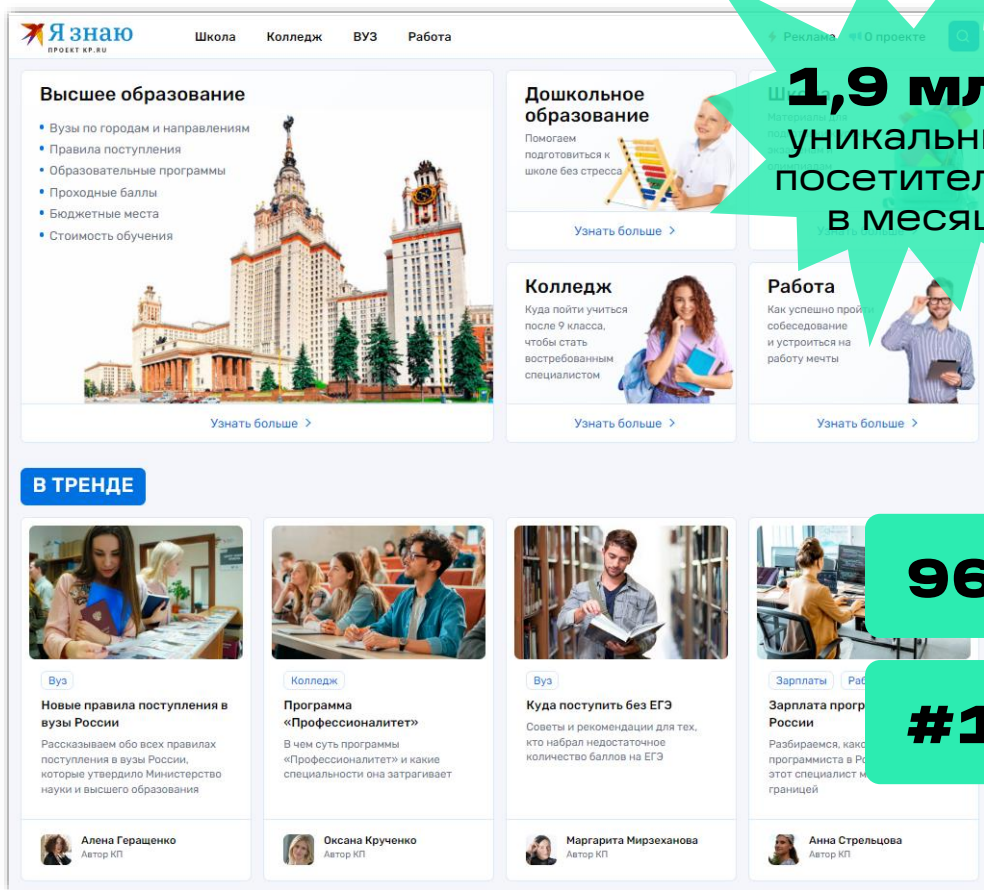 Я знаю
ПРОЕКТ KP.RU
Школа Колледж ВУЗ Работа
Реклама О проекте
Высшее образование
• Вузы по городам и направлениям
• Правила поступления
• Образовательные программы
• Проходные баллы
• Бюджетные места
• Стоимость обучения
Узнать больше >
Дошкольное
образование
Помогаем
подготовиться к
школе без стресса
Узнать больше >
Школа
Материалы для
1,9 мл
уникальн
посетител
в месяц
Колледж
Куда пойти учиться
после 9 класса,
чтобы стать
востребованным
специалистом
Узнать больше >
Работа
Как успешно пройти
собеседование
и устроиться на
работу мечты
Узнать больше >
В ТРЕНДЕ
Вуз
Новые правила поступления в
вузы России
Рассказываем обо всех правилах
поступления в вузы России,
которые утвердило Министерство
науки и высшего образования
Алена Геращенко
Автор КП
Колледж
Программа
«Профессионалитет»
В чем суть программы
«Профессионалитет» и какие
специальности она затрагивает
Оксана Крученко
Автор КП
Вуз
Куда поступить без ЕГЭ
Советы и рекомендации для тех,
кто набрал недостаточное
количество баллов на ЕГЭ
Маргарита Мирзеханова
Автор КП
Зарплаты Раб
Зарплата прогр
России
Разбираемся, как
программиста в Ро
этот специалист м
границей
Анна Стрельцова
Автор КП
96
#1